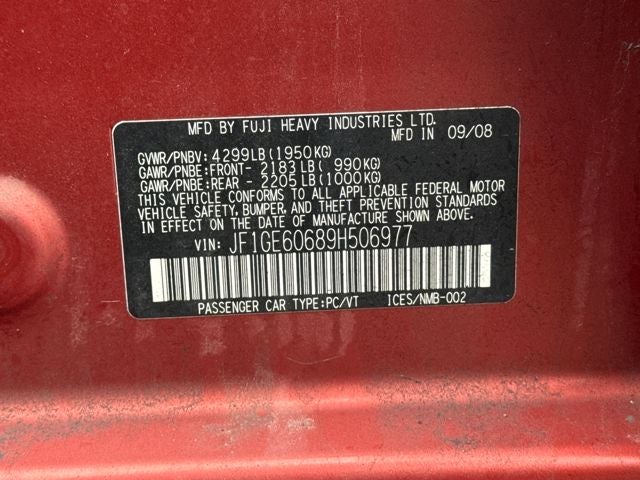 MFD BY FUJI HEAVY INDUSTRIES LTD.
MFD IN 09/08
GVWR/PNBV: 4299LB(1950KG)
GAWR/PNBE:FRONT- 2183LB( 990KG)
GAWR/PNBE:REAR - 2205LB(1000KG)
THIS VEHICLE CONFORMS TO ALL APPLICABLE FEDERAL MOTOR
VEHICLE SAFETY, BUMPER, AND THEFT PREVENTION STANDARDS
IN EFFECT ON THE DATE OF MANUFACTURE SHOWN ABOVE.
VIN: JF1GE60689H506977
PASSENGER CAR TYPE:PC/VT ICES/NMB-002